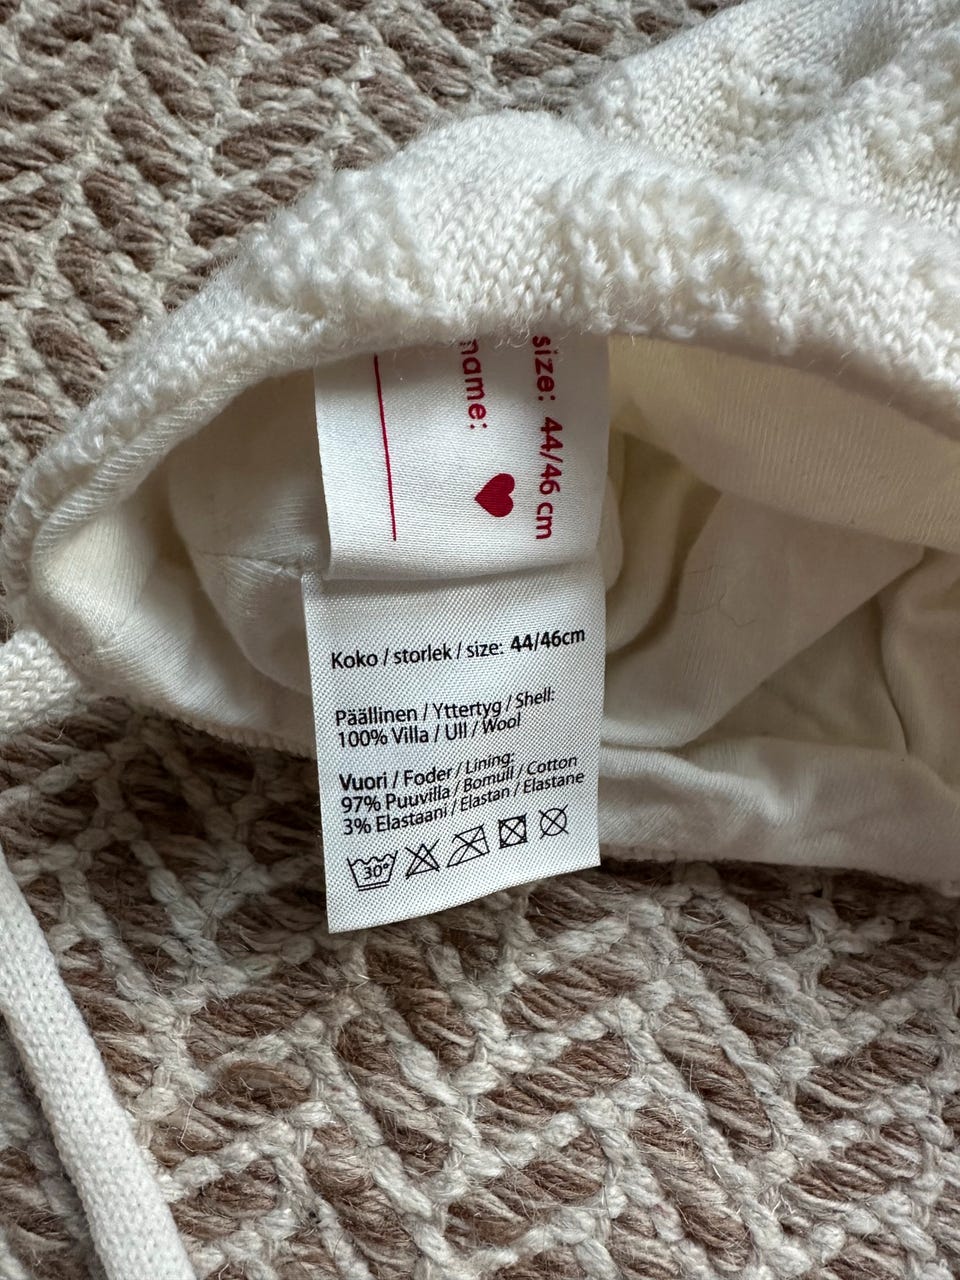 size: 44/46 cm
name:
Koko / storlek / size: 44/46cm
Päällinen / Yttertyg / Shell:
100% Villa / Ull / Wool
Vuori / Foder / Lining:
97% Puuvilla / Bomull / Cotton
3% Elastaani / Elastan / Elastane
30°